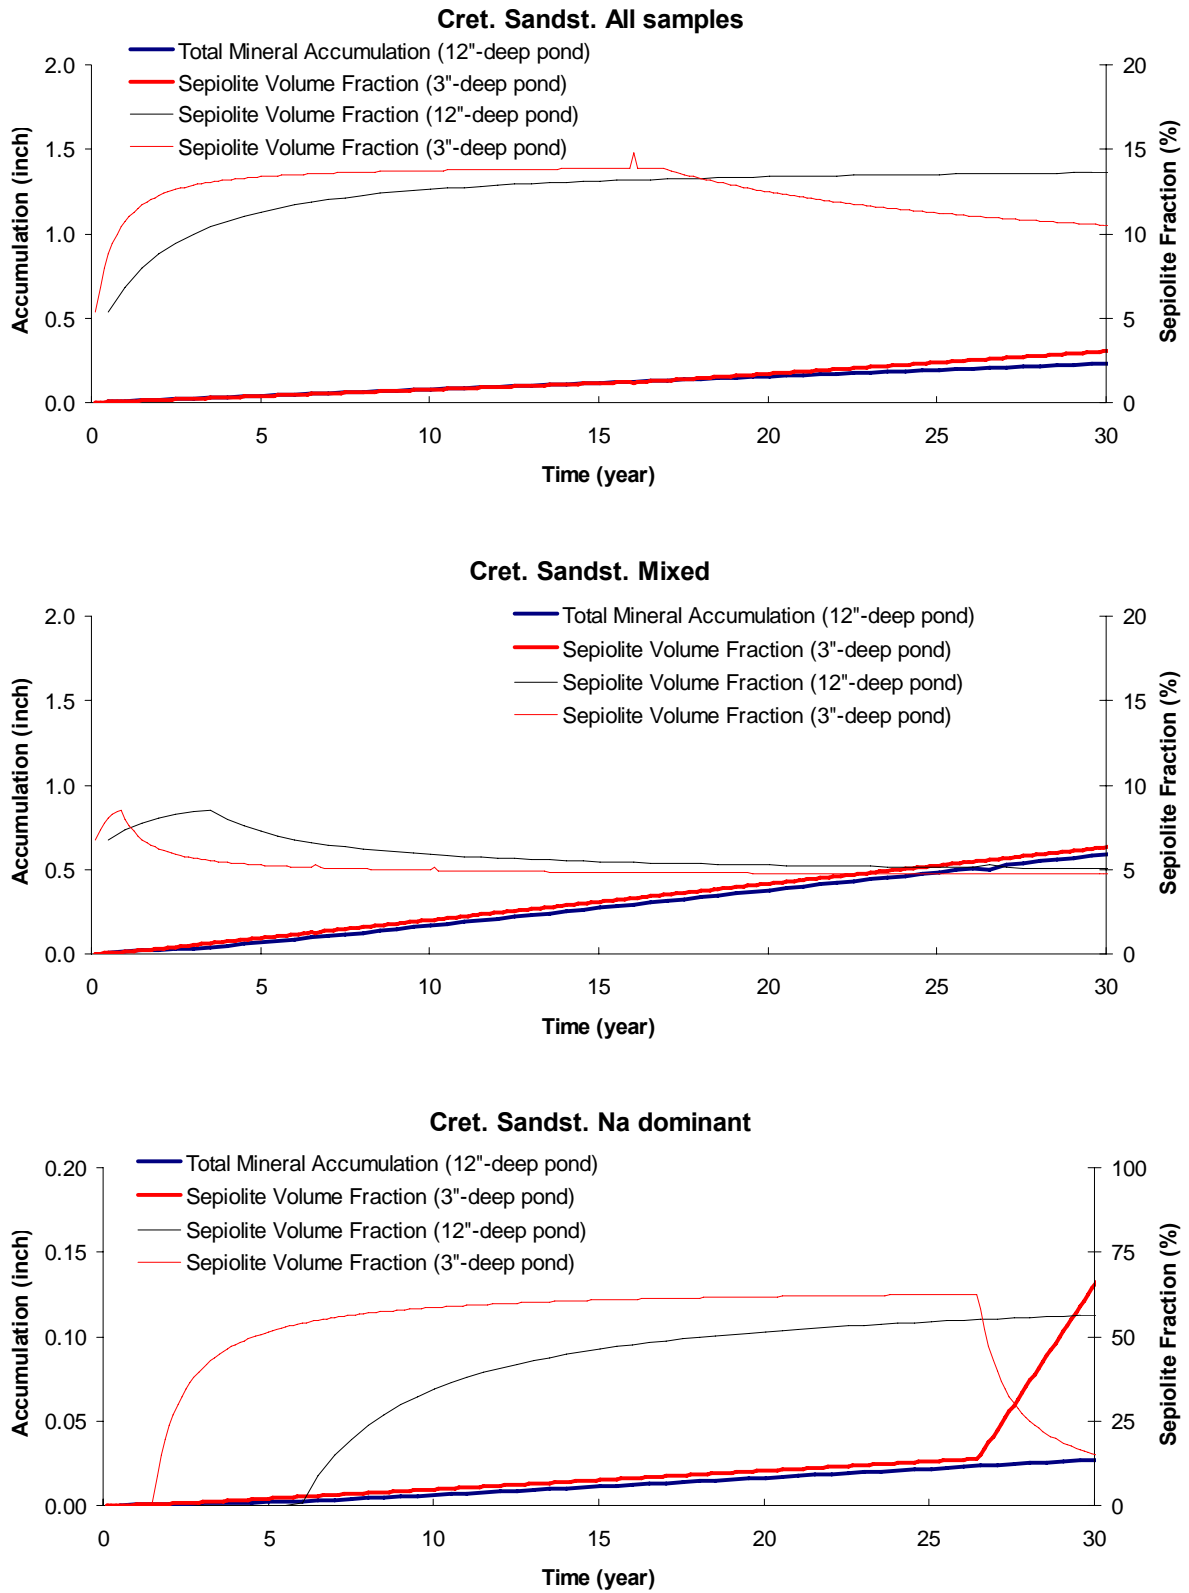 Cret. Sandst. All samples
Total Mineral Accumulation (12"-deep pond)
Sepiolite Volume Fraction (3"-deep pond)
Sepiolite Volume Fraction (12"-deep pond)
Sepiolite Volume Fraction (3"-deep pond)
Accumulation (inch)
2.0
1.5
1.0
0.5
0.0
20
15
10
5
0
Sepiolite Fraction (%)
0 5 10 15 20 25 30
Time (year)
Cret. Sandst. Mixed
Total Mineral Accumulation (12"-deep pond)
Sepiolite Volume Fraction (3"-deep pond)
Sepiolite Volume Fraction (12"-deep pond)
Sepiolite Volume Fraction (3"-deep pond)
Accumulation (inch)
2.0
1.5
1.0
0.5
0.0
20
15
10
5
0
Sepiolite Fraction (%)
0 5 10 15 20 25 30
Time (year)
Cret. Sandst. Na dominant
Total Mineral Accumulation (12"-deep pond)
Sepiolite Volume Fraction (3"-deep pond)
Sepiolite Volume Fraction (12"-deep pond)
Sepiolite Volume Fraction (3"-deep pond)
Accumulation (inch)
0.20
0.15
0.10
0.05
0.00
100
75
50
25
0
Sepiolite Fraction (%)
0 5 10 15 20 25 30
Time (year)